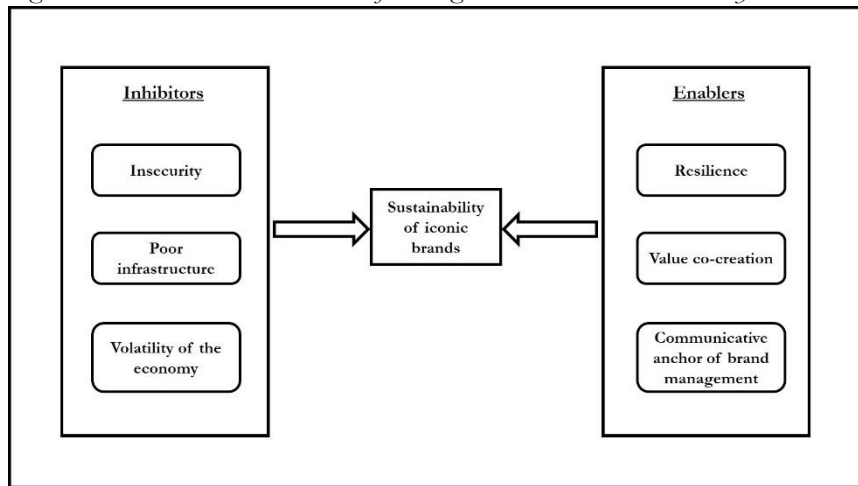 Inhibitors
Insecurity
Poor
infrastructure
Volatility of the
economy
Sustainability
of iconic
brands
Enablers
Resilience
Value co-creation
Communicative
anchor of brand
management